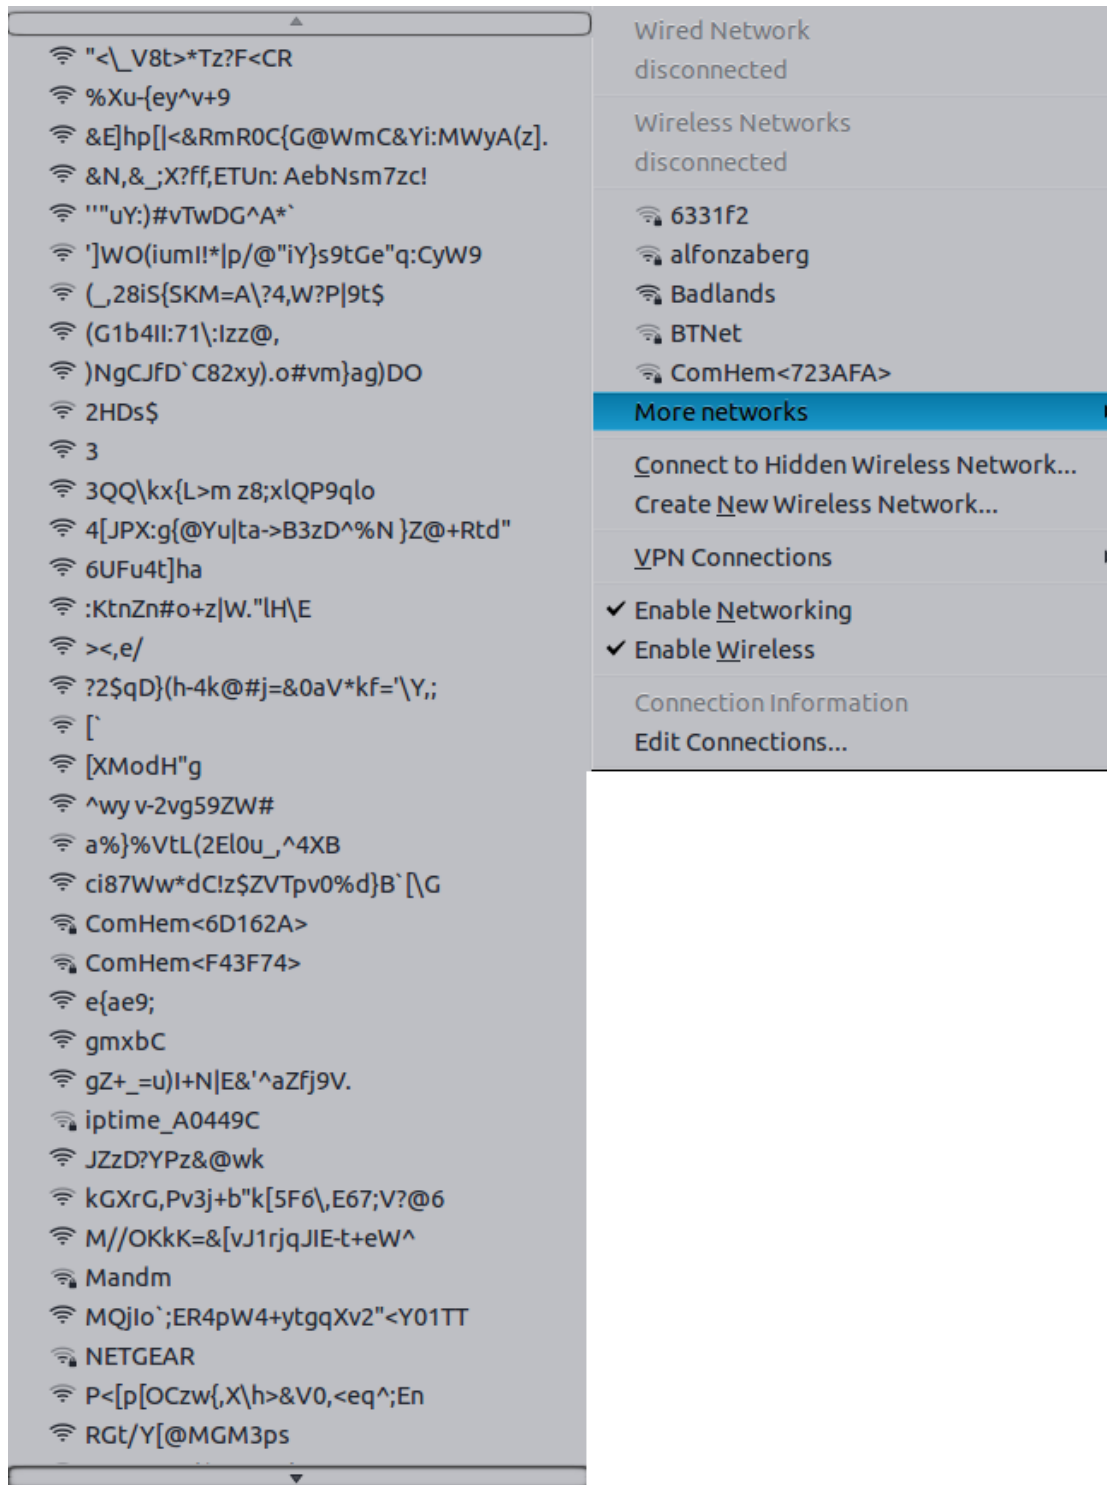 "<\_V8t>*Tz?F<CR
%Xu-{ey^v+9
&E]hp[|<&RmR0C{G@WmC&Yi:MWyA(z].
&N,&_;X?ff,ETUn: AebNsm7zc!
''"uY:)#vTwDG^A*`
']WO(iumI!*|p/@"iY}s9tGe"q:CyW9
(_,28iS{SKM=A\?4,W?P|9t$
(G1b4II:71\:Izz@,
)NgCJfD`C82xy).o#vm}ag)DO
2HDs$
3
3QQ\kx{L>m z8;xlQP9qlo
4[JPX:g{@Yu|ta->B3zD^%N }Z@+Rtd"
6UFu4t]ha
:KtnZn#o+z|W."lH\E
><,e/
?2$qD}(h-4k@#j=&0aV*kf='\Y,;
[`
[XModH"g
^wy v-2vg59ZW#
a%}%VtL(2El0u_,^4XB
ci87Ww*dC!z$ZVTpv0%d}B`[\G
ComHem<6D162A>
ComHem<F43F74>
e{ae9;
gmxbC
gZ+_=u)I+N|E&'^aZfj9V.
iptime_A0449C
JZzD?YPz&@wk
kGXrG,Pv3j+b"k[5F6\,E67;V?@6
M//OKkK=&[vJ1rjqJIE-t+eW^
Mandm
MQjIo`;ER4pW4+ytgqXv2"<Y01TT
NETGEAR
P<[p[OCzw{,X\h>&V0,<eq^;En
RGt/Y[@MGM3ps
Wired Network
disconnected
Wireless Networks
disconnected
6331f2
alfonzaberg
Badlands
BTNet
ComHem<723AFA>
More networks
Connect to Hidden Wireless Network...
Create New Wireless Network...
VPN Connections
Enable Networking
Enable Wireless
Connection Information
Edit Connections...